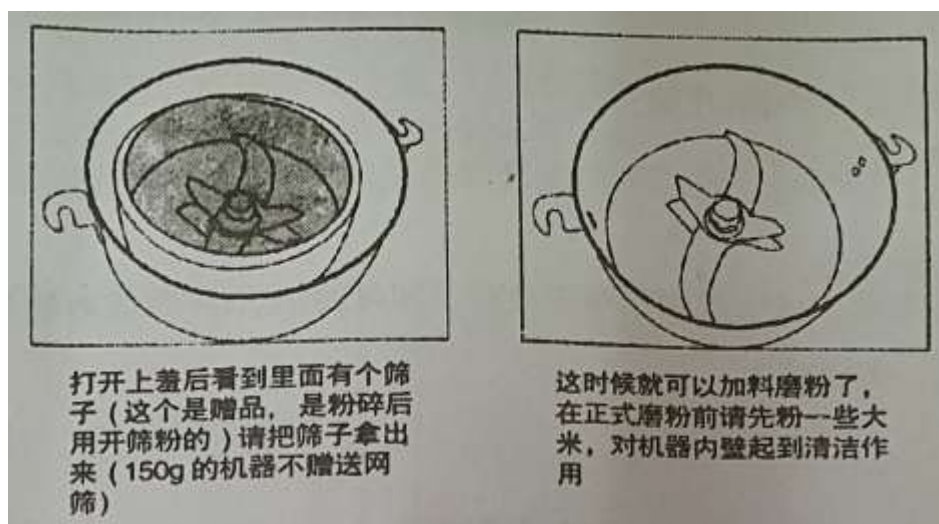 打开上羞后看到里面有个筛
子（这个是赠品， 是粉碎后
用开筛粉的）请把筛子拿出
来（150g 的机器不赠送网
筛）
这时候就可以加料磨粉了，
在正式磨粉前请先粉一些大
米，对机器内壁起到清洁作
用